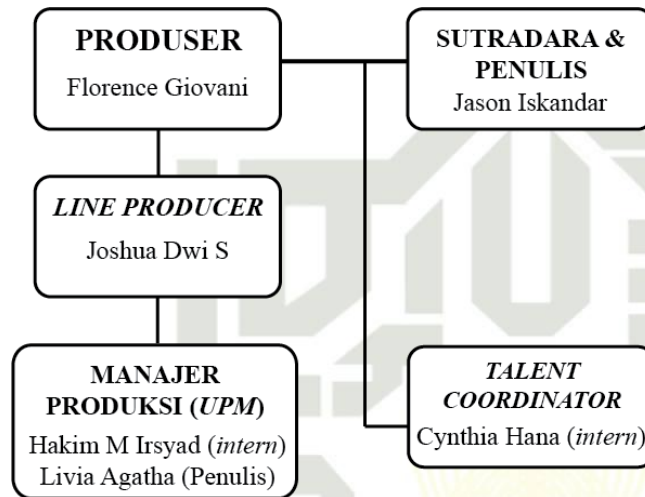 PRODUSER
Florence Giovani
SUTRADARA &
PENULIS
Jason Iskandar
LINE PRODUCER
Joshua Dwi S
MANAJER
PRODUKSI (UPM)
Hakim M Irsyad (intern)
Livia Agatha (Penulis)
TALENT
COORDINATOR
Cynthia Hana (intern)